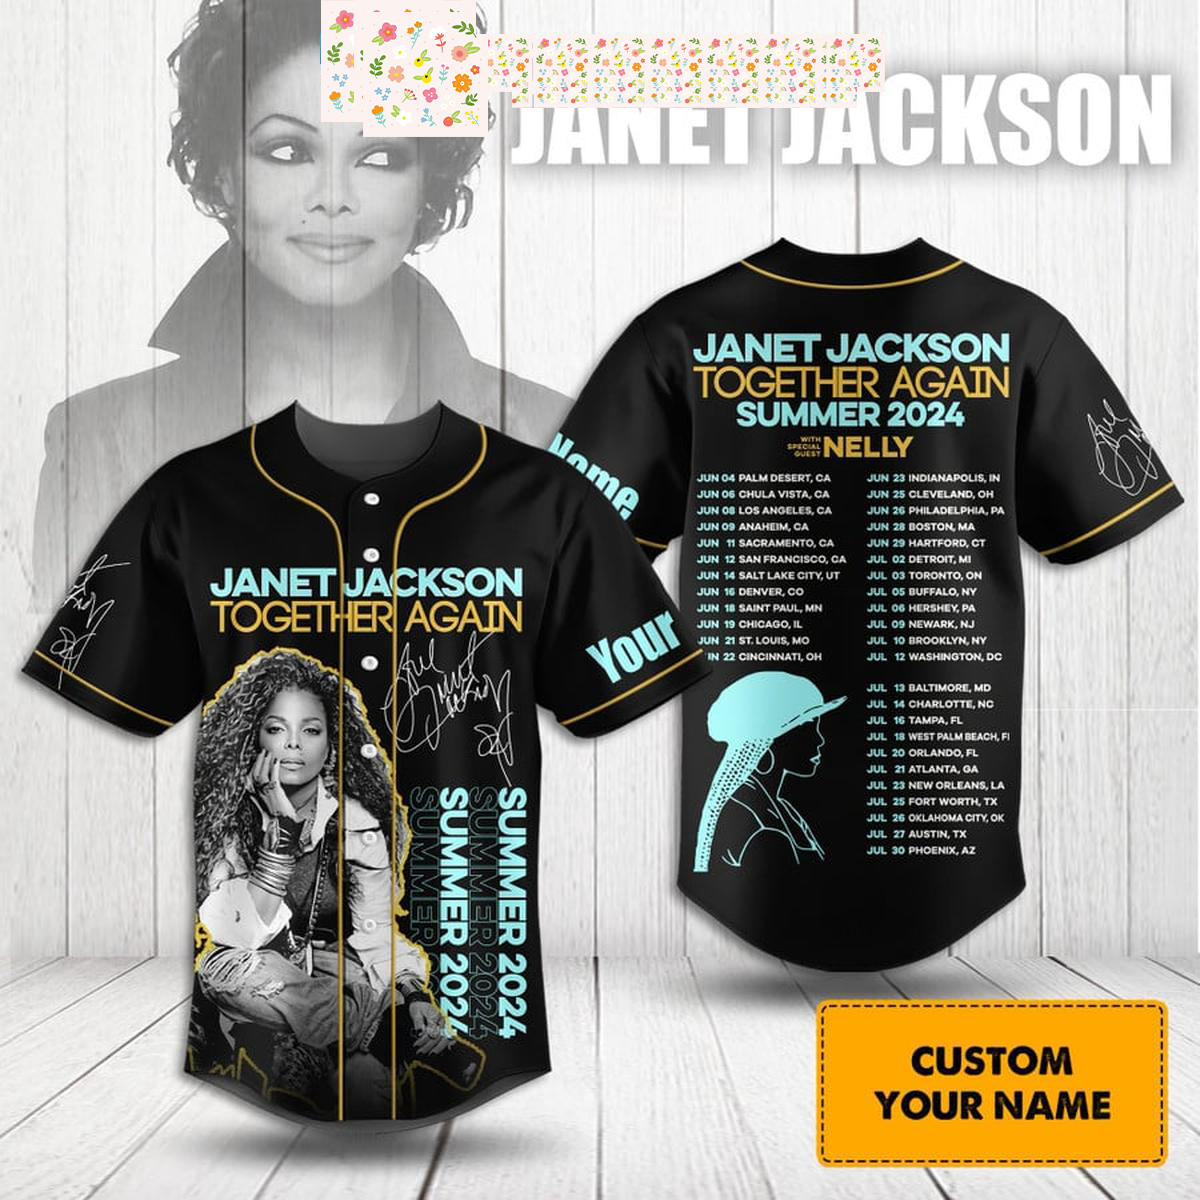 JANET JACKSON
JANET JACKSON
TOGETHER AGAIN
SUMMER 2024
SUMMER 2024
SUMMER 2024
SUMMER
Your
Name
JANET JACKSON
TOGETHER AGAIN
SUMMER 2024
WITH
SPECIAL
GUEST
NELLY
JUN 04 PALM DESERT, CA
JUN 06 CHULA VISTA, CA
JUN 08 LOS ANGELES, CA
JUN 09 ANAHEIM, CA
JUN 11 SACRAMENTO, CA
JUN 12 SAN FRANCISCO, CA
JUN 14 SALT LAKE CITY, UT
JUN 16 DENVER, CO
JUN 18 SAINT PAUL, MN
JUN 19 CHICAGO, IL
JUN 21 ST. LOUIS, MO
UN 22 CINCINNATI, OH
JUN 23 INDIANAPOLIS, IN
JUN 25 CLEVELAND, OH
JUN 26 PHILADELPHIA, PA
JUN 28 BOSTON, MA
JUN 29 HARTFORD, CT
JUL 02 DETROIT, MI
JUL 03 TORONTO, ON
JUL 05 BUFFALO, NY
JUL 06 HERSHEY, PA
JUL 09 NEWARK, NJ
JUL 10 BROOKLYN, NY
JUL 12 WASHINGTON, DC
JUL 13 BALTIMORE, MD
JUL 14 CHARLOTTE, NC
JUL 16 TAMPA, FL
JUL 18 WEST PALM BEACH, FL
JUL 20 ORLANDO, FL
JUL 21 ATLANTA, GA
JUL 23 NEW ORLEANS, LA
JUL 25 FORT WORTH, TX
JUL 26 OKLAHOMA CITY, OK
JUL 27 AUSTIN, TX
JUL 30 PHOENIX, AZ
CUSTOM
YOUR NAME